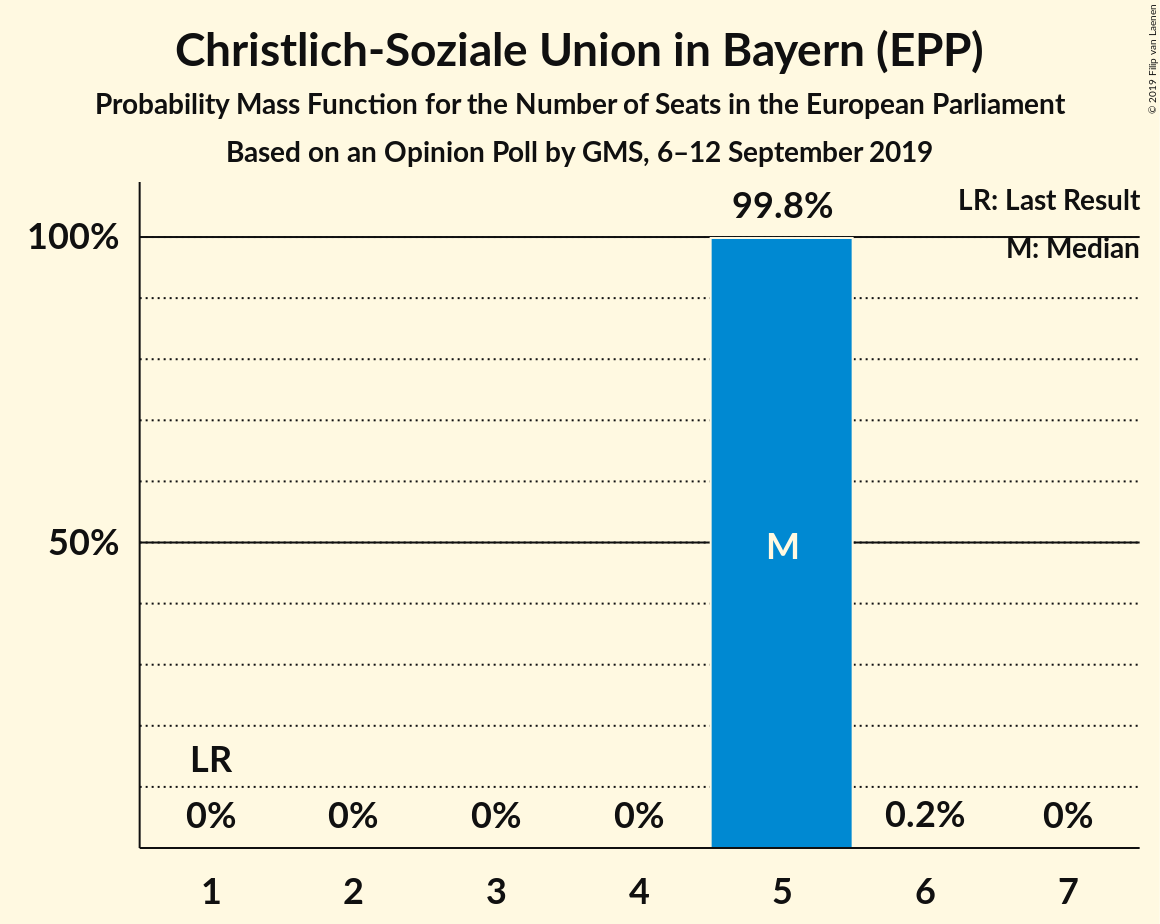 Christlich-Soziale Union in Bayern (EPP)
Probability Mass Function for the Number of Seats in the European Parliament
Based on an Opinion Poll by GMS, 6–12 September 2019
© 2019 Filip van Laenen
99.8%
LR: Last Result
100%
M: Median
50%
M
LR
0%
0%
0%
0%
0.2%
0%
1
2
3
4
5
6
7